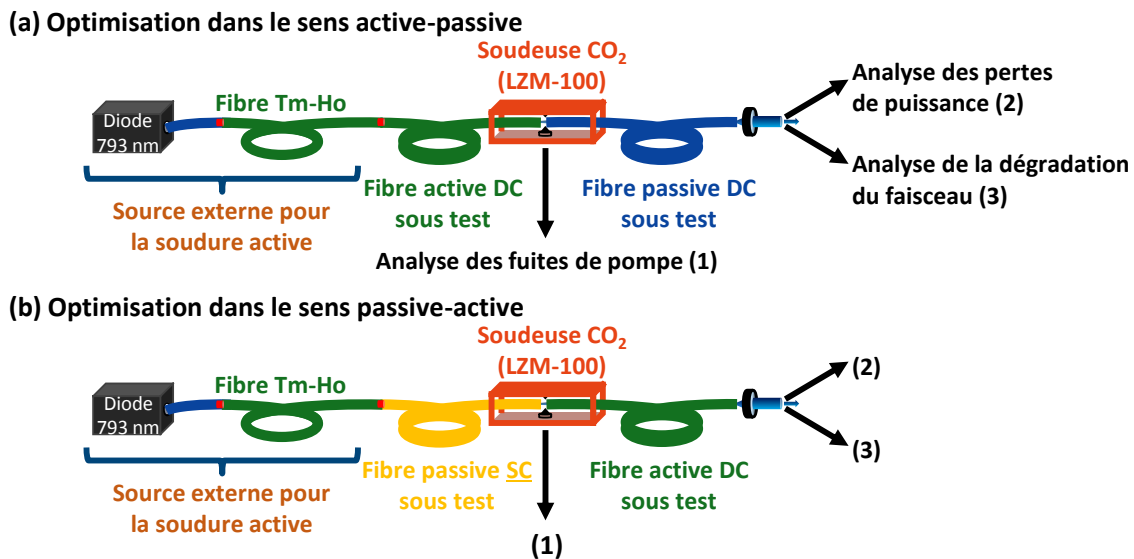 (a) Optimisation dans le sens active-passive
Soudeuse CO₂
(LZM-100)
Fibre Tm-Ho
Diode
793 nm
Analyse des pertes
de puissance (2)
Fibre active DC
sous test
Fibre passive DC
sous test
Analyse de la dégradation
du faisceau (3)
Source externe pour
la soudure active
Analyse des fuites de pompe (1)
(b) Optimisation dans le sens passive-active
Soudeuse CO₂
(LZM-100)
Fibre Tm-Ho
Diode
793 nm
(2)
(3)
Fibre passive SC
sous test
Fibre active DC
sous test
Source externe pour
la soudure active
(1)